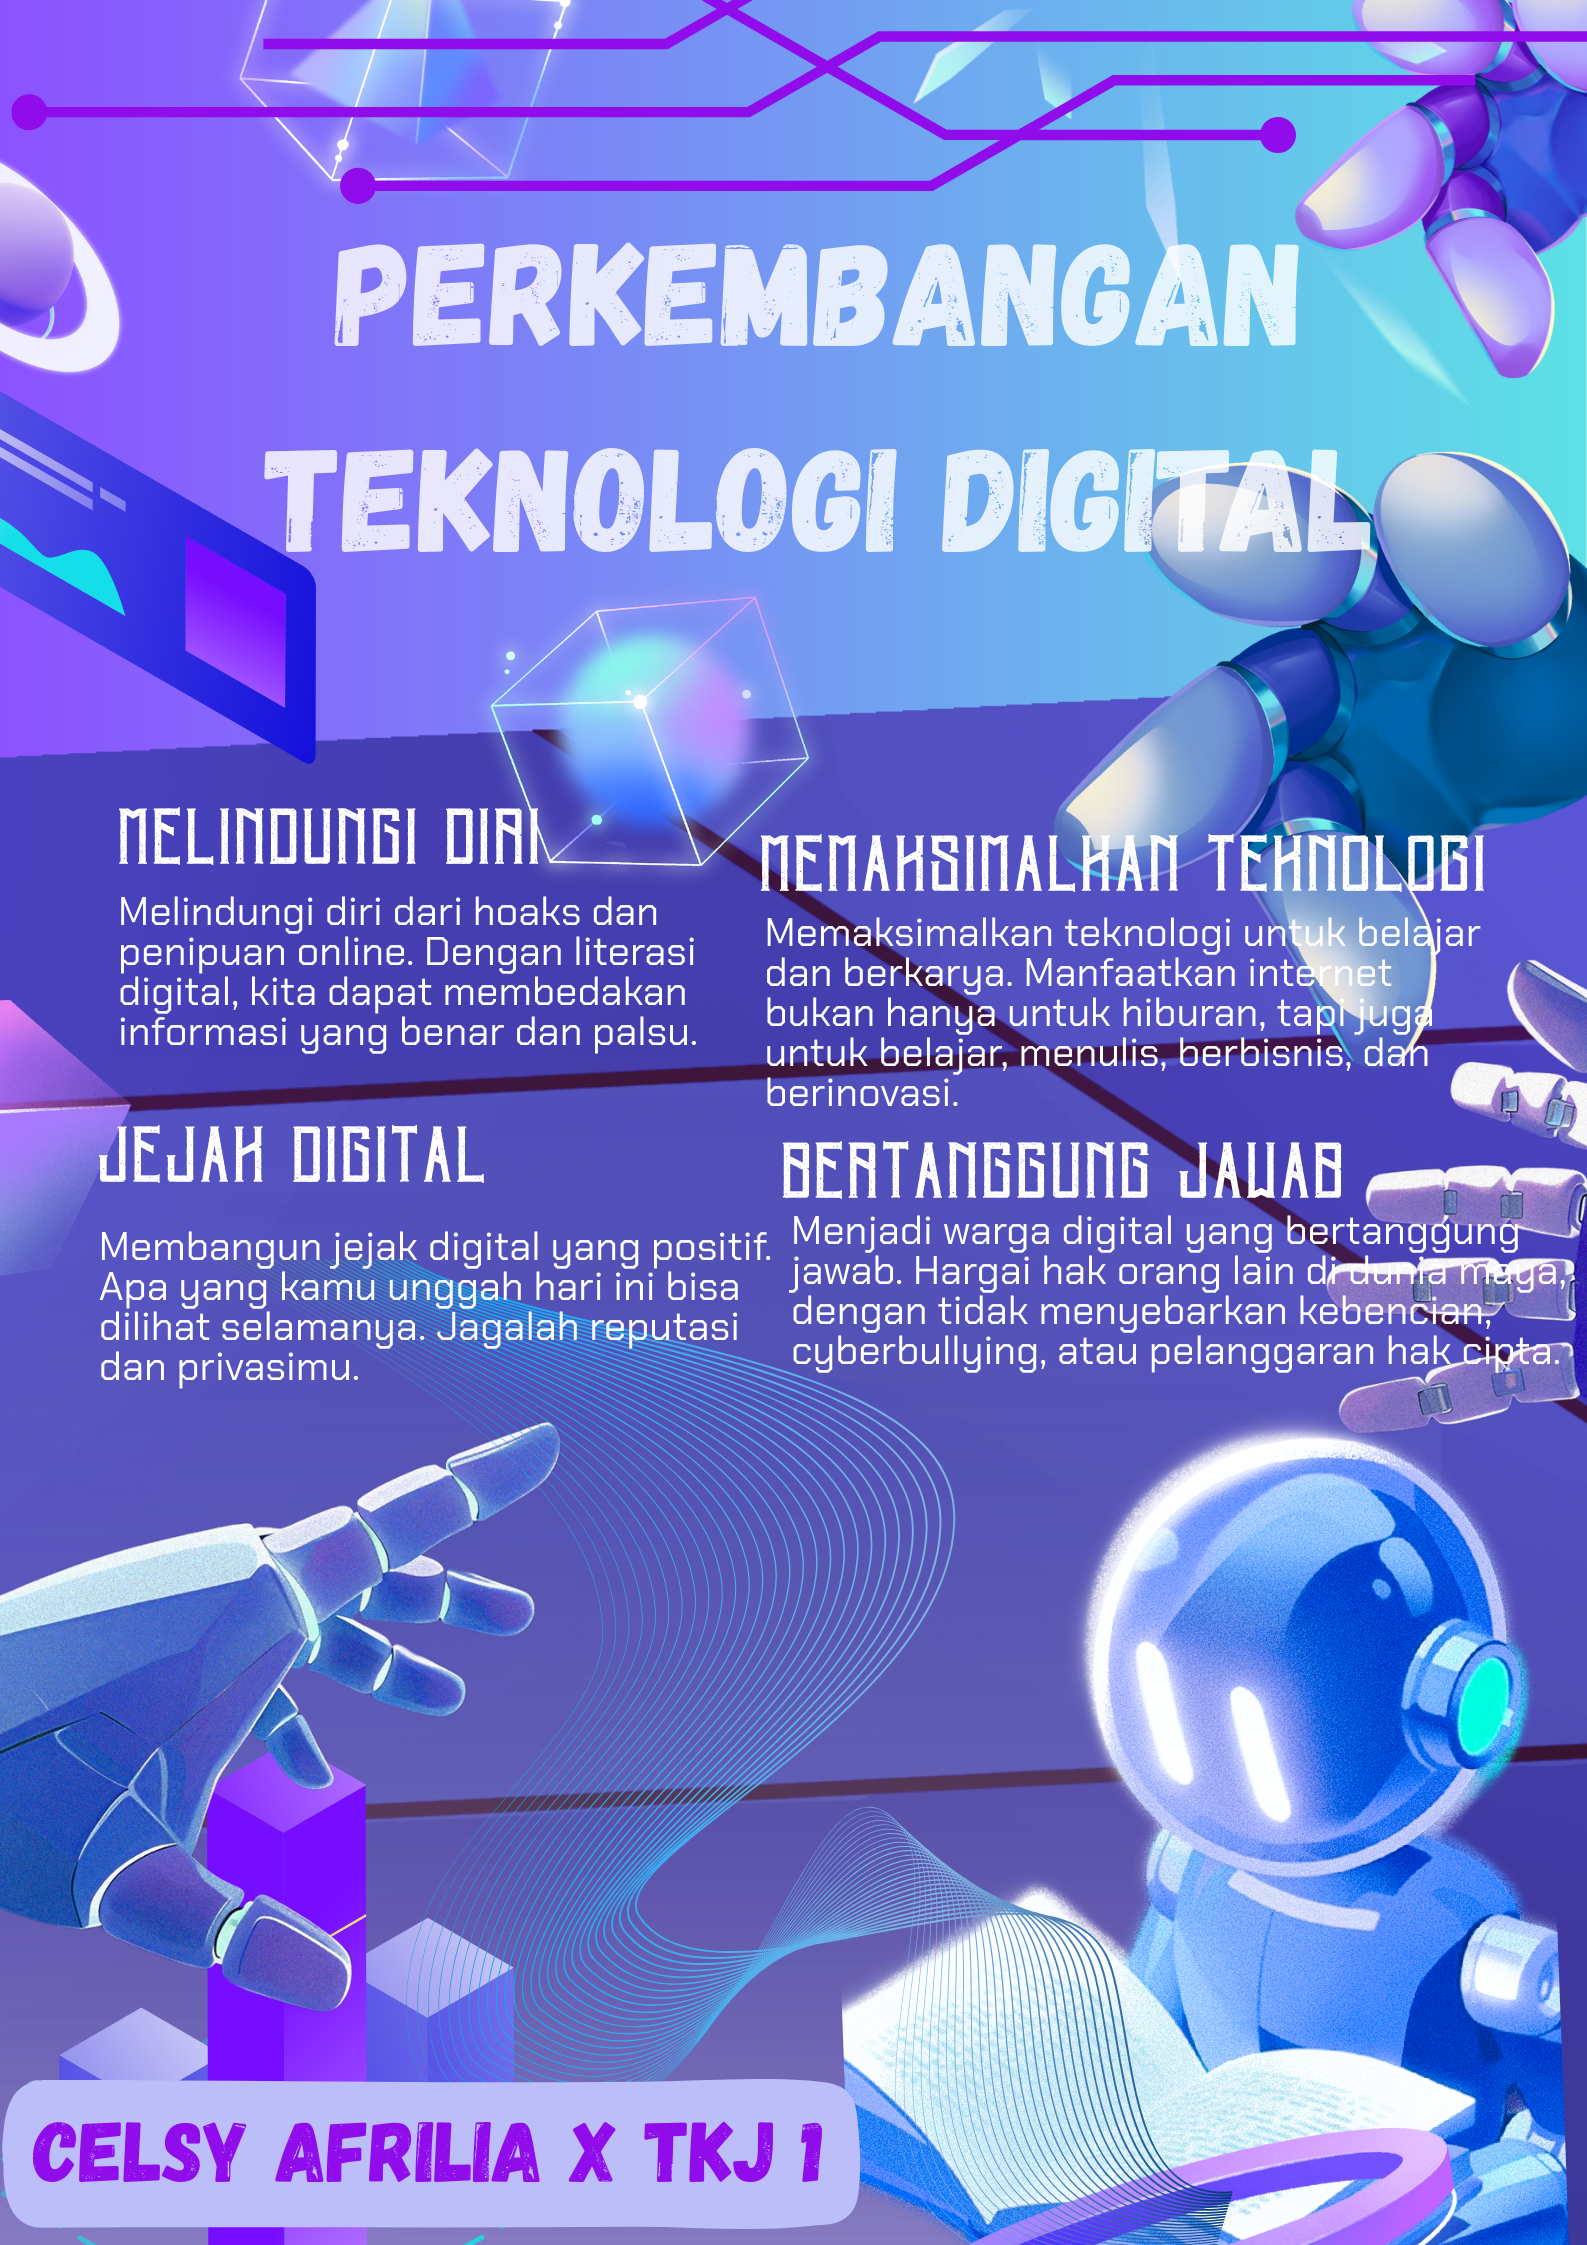 PERKEMBANGAN
TEKNOLOGI DIGITAL
MELINDUNGI DIRI
Melindungi diri dari hoaks dan
penipuan online. Dengan literasi
digital, kita dapat membedakan
informasi yang benar dan palsu.
MEMAKSIMALKAN TEKNOLOGI
Memaksimalkan teknologi untuk belajar
dan berkarya. Manfaatkan internet
bukan hanya untuk hiburan, tapi juga
untuk belajar, menulis, berbisnis, dan
berinovasi.
JEJAK DIGITAL
Membangun jejak digital yang positif.
Apa yang kamu unggah hari ini bisa
dilihat selamanya. Jagalah reputasi
dan privasimu.
BERTANGGUNG JAWAB
Menjadi warga digital yang bertanggung
jawab. Hargai hak orang lain di dunia maya,
dengan tidak menyebarkan kebencian,
cyberbullying, atau pelanggaran hak cipta.
CELSY AFRILIA X TKJ 1